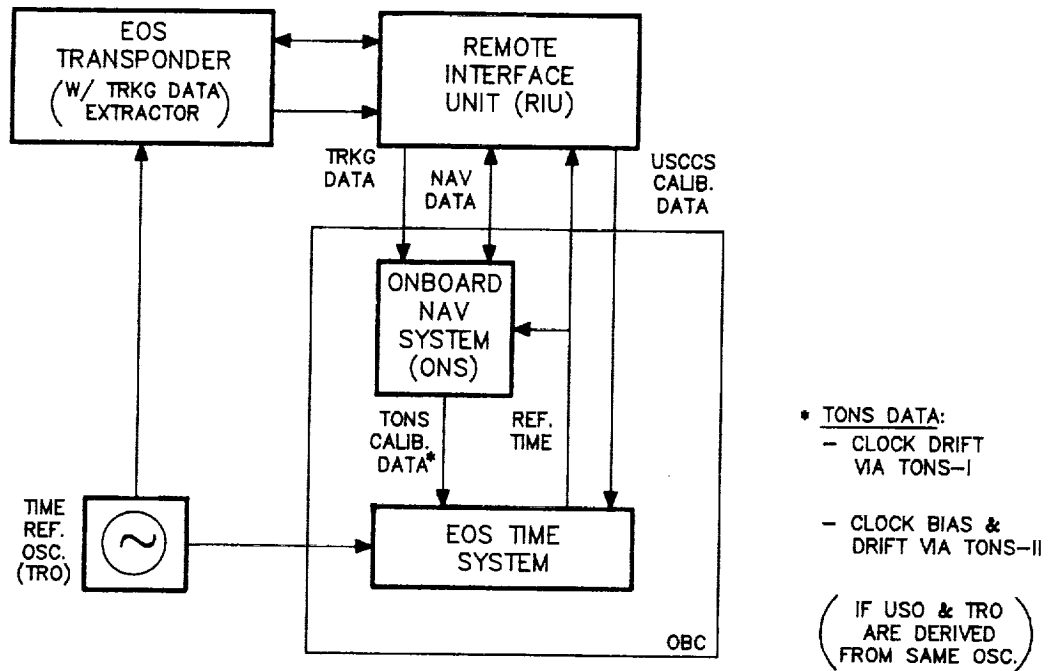 EOS
TRANSPONDER
(W/ TRKG DATA
EXTRACTOR)
REMOTE
INTERFACE
UNIT (RIU)
TRKG
DATA
NAV
DATA
USCCS
CALIB.
DATA
ONBOARD
NAV
SYSTEM
(ONS)
TONS
CALIB.
DATA*
REF.
TIME
TIME
REF.
OSC.
(TRO)
EOS TIME
SYSTEM
OBC
* TONS DATA:
– CLOCK DRIFT
VIA TONS–I
– CLOCK BIAS &
DRIFT VIA TONS–II
(IF USO & TRO
ARE DERIVED
FROM SAME OSC.)